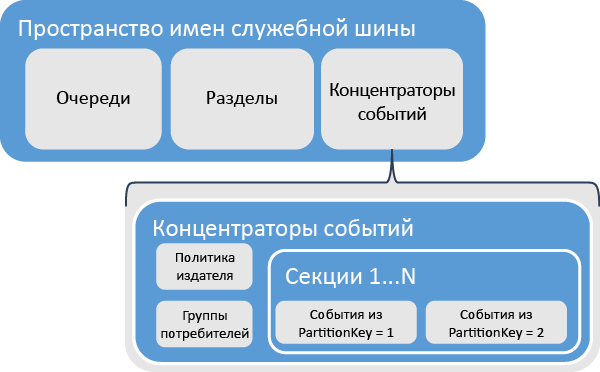 Пространство имен служебной шины
Очереди
Разделы
Концентраторы
событий
Концентраторы событий
Политика
издателя
Группы
потребителей
Секции 1...N
События из
PartitionKey = 1
События из
PartitionKey = 2